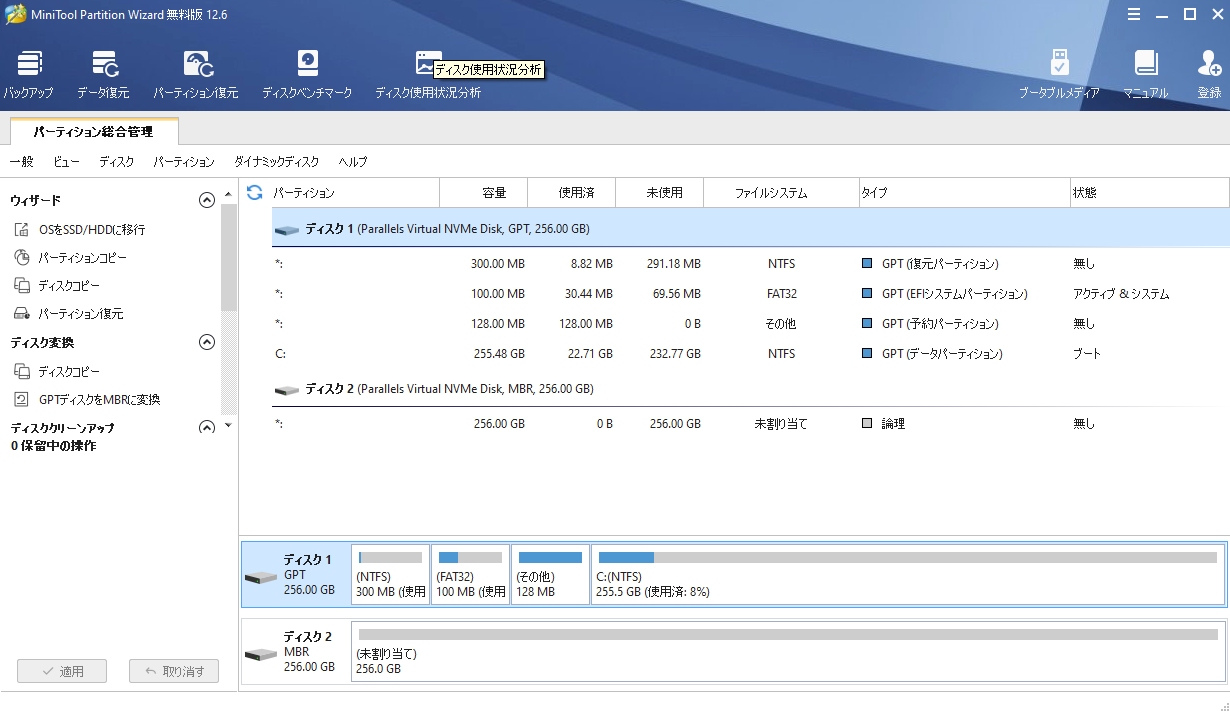 MiniTool Partition Wizard 無料版 12.6
バックアップ データ復元 パーティション復元 ディスクベンチマーク ディスク使用状況分析 ブータブルメディア マニュアル 登録
ディスク使用状況分析
パーティション総合管理
一般 ビュー ディスク パーティション ダイナミックディスク ヘルプ
ウィザード
OSをSSD/HDDに移行
パーティションコピー
ディスクコピー
パーティション復元
ディスク変換
ディスクコピー
GPTディスクをMBRに変換
ディスククリーンアップ
0 保留中の操作
適用 取り消す
パーティション 容量 使用済 未使用 ファイルシステム タイプ 状態
ディスク 1 (Parallels Virtual NVMe Disk, GPT, 256.00 GB)
*: 300.00 MB 8.82 MB 291.18 MB NTFS GPT (復元パーティション) 無し
*: 100.00 MB 30.44 MB 69.56 MB FAT32 GPT (EFIシステムパーティション) アクティブ & システム
*: 128.00 MB 128.00 MB 0 B その他 GPT (予約パーティション) 無し
C: 255.48 GB 22.71 GB 232.77 GB NTFS GPT (データパーティション) ブート
ディスク 2 (Parallels Virtual NVMe Disk, MBR, 256.00 GB)
*: 256.00 GB 0 B 256.00 GB 未割り当て 論理 無し
ディスク 1
GPT
256.00 GB
(NTFS)
300 MB (使用
(FAT32)
100 MB (使用
(その他)
128 MB
C:(NTFS)
255.5 GB (使用済: 8%)
ディスク 2
MBR
256.00 GB
(未割り当て)
256.0 GB